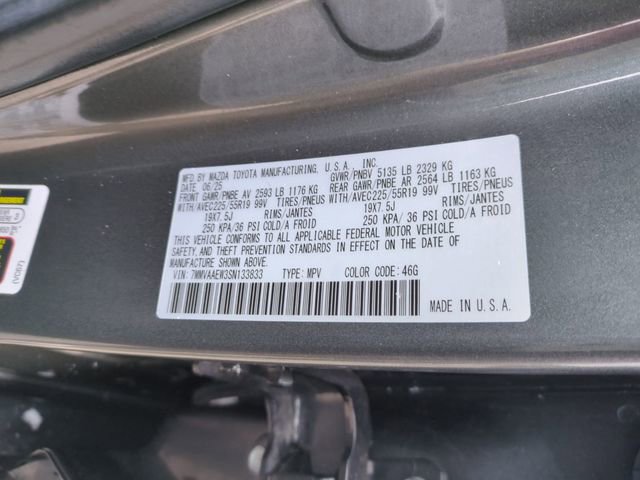 MFD. BY MAZDA TOYOTA MANUFACTURING, U.S.A., INC.
DATE: 06/25 GVWR/PNBV 5135 LB 2329 KG
FRONT GAWR/PNBE AV 2593 LB 1176 KG REAR GAWR/PNBE AR 2564 LB 1163 KG
WITH/AVEC225/55R19 99V TIRES/PNEUS WITH/AVEC225/55R19 99V TIRES/PNEUS
19X7.5J RIMS/JANTES 19X7.5J RIMS/JANTES
250 KPA/ 36 PSI COLD/A FROID 250 KPA/ 36 PSI COLD/A FROID
THIS VEHICLE CONFORMS TO ALL APPLICABLE FEDERAL MOTOR VEHICLE
SAFETY, AND THEFT PREVENTION STANDARDS IN EFFECT ON THE DATE OF
MANUFACTURE SHOWN ABOVE.
VIN: 7MMVAAEW3SN133833 TYPE: MPV COLOR CODE: 46G
MADE IN U.S.A.